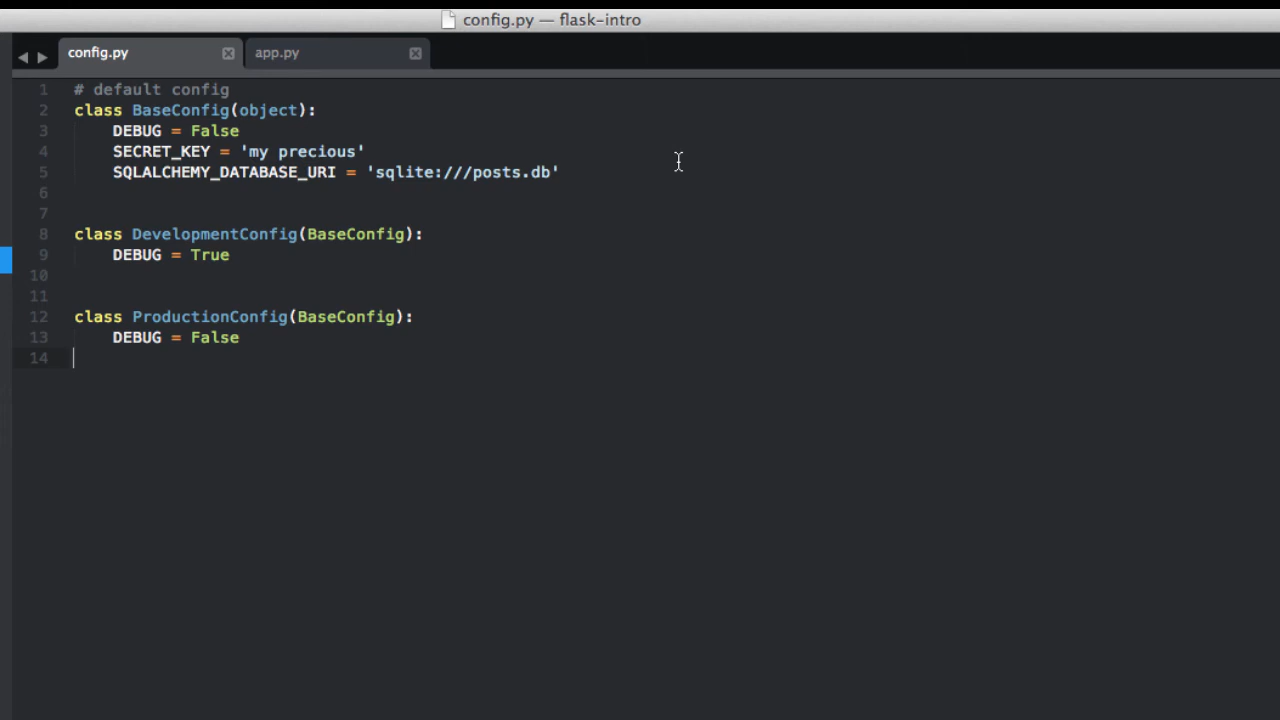 config.py — flask-intro
config.py app.py
1 # default config
2 class BaseConfig(object):
3     DEBUG = False
4     SECRET_KEY = 'my precious'
5     SQLALCHEMY_DATABASE_URI = 'sqlite:///posts.db'
6
7
8 class DevelopmentConfig(BaseConfig):
9     DEBUG = True
10
11
12 class ProductionConfig(BaseConfig):
13     DEBUG = False
14